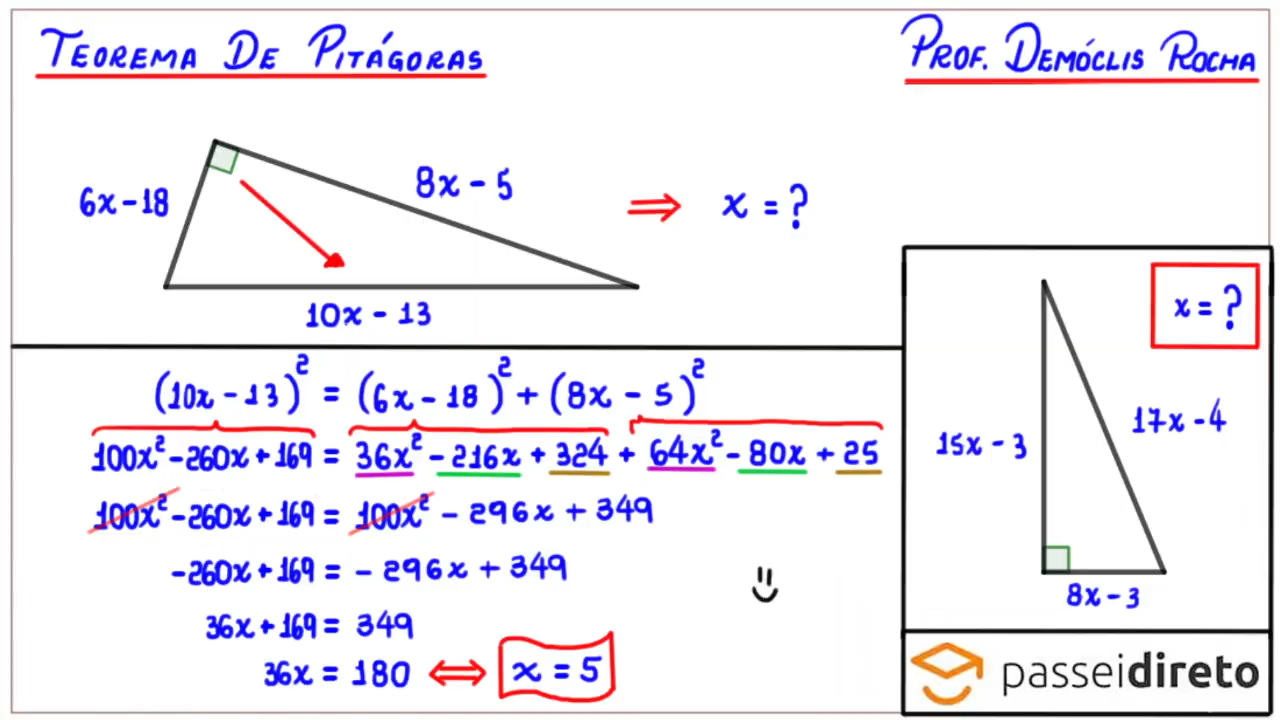 TEOREMA DE PITÁGORAS
PROF. DEMÓCLIS ROCHA
6x - 18
8x - 5
⇒ x = ?
10x - 13
(10x - 13)² = (6x - 18)² + (8x - 5)²
100x² - 260x + 169 = 36x² - 216x + 324 + 64x² - 80x + 25
100x² - 260x + 169 = 100x² - 296x + 349
-260x + 169 = - 296x + 349
36x + 169 = 349
36x = 180 ⇔ x = 5
x = ?
15x - 3
17x - 4
8x - 3
passeidireto